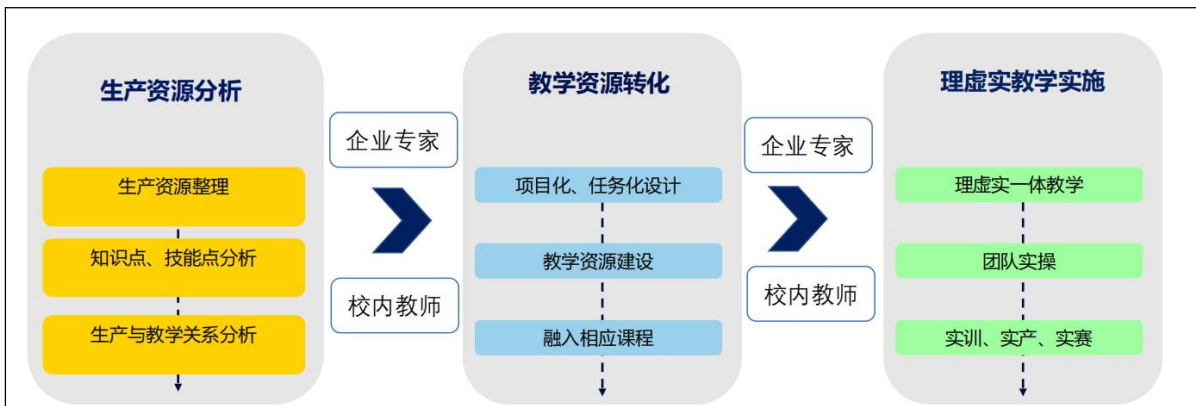 生产资源分析
生产资源整理
知识点、技能点分析
生产与教学关系分析
企业专家
校内教师
教学资源转化
项目化、任务化设计
教学资源建设
融入相应课程
企业专家
校内教师
理虚实教学实施
理虚实一体教学
团队实操
实训、实产、实赛